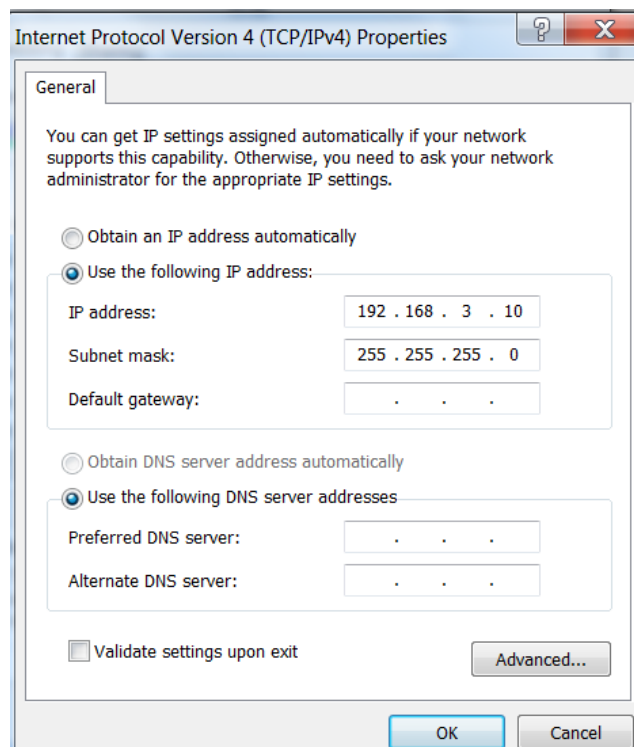 Internet Protocol Version 4 (TCP/IPv4) Properties
General
You can get IP settings assigned automatically if your network
supports this capability. Otherwise, you need to ask your network
administrator for the appropriate IP settings.
Obtain an IP address automatically
Use the following IP address:
IP address: 192 . 168 . 3 . 10
Subnet mask: 255 . 255 . 255 . 0
Default gateway: . . .
Obtain DNS server address automatically
Use the following DNS server addresses
Preferred DNS server: . . .
Alternate DNS server: . . .
Validate settings upon exit
Advanced...
OK Cancel